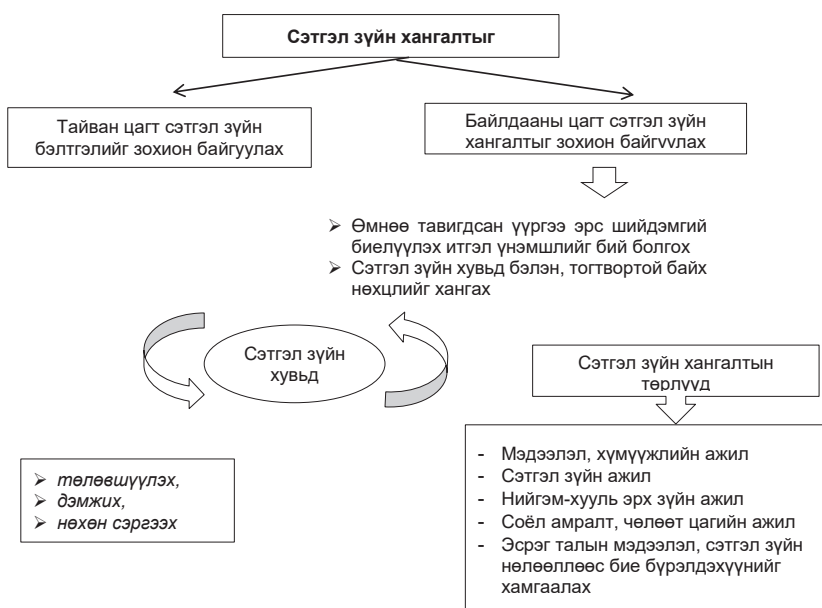 Сэтгэл зүйн хангалтыг
Тайван цагт сэтгэл зүйн
бэлтгэлийг зохион байгуулах
Байлдааны цагт сэтгэл зүйн
хангалтыг зохион байгуулах
➢ Өмнөө тавигдсан үүргээ эрс шийдэмгий
биелүүлэх итгэл үнэмшлийг бий болгох
➢ Сэтгэл зүйн хувьд бэлэн, тогтвортой байх
нөхцлийг хангах
Сэтгэл зүйн
хувьд
Сэтгэл зүйн хангалтын
төрлүүд
➢ төлөвшүүлэх,
➢ дэмжих,
➢ нөхөн сэргээх
- Мэдээлэл, хүмүүжлийн ажил
- Сэтгэл зүйн ажил
- Нийгэм-хууль эрх зүйн ажил
- Соёл амралт, чөлөөт цагийн ажил
- Эсрэг талын мэдээлэл, сэтгэл зүйн
нөлөөллөөс бие бүрэлдэхүүнийг
хамгаалах